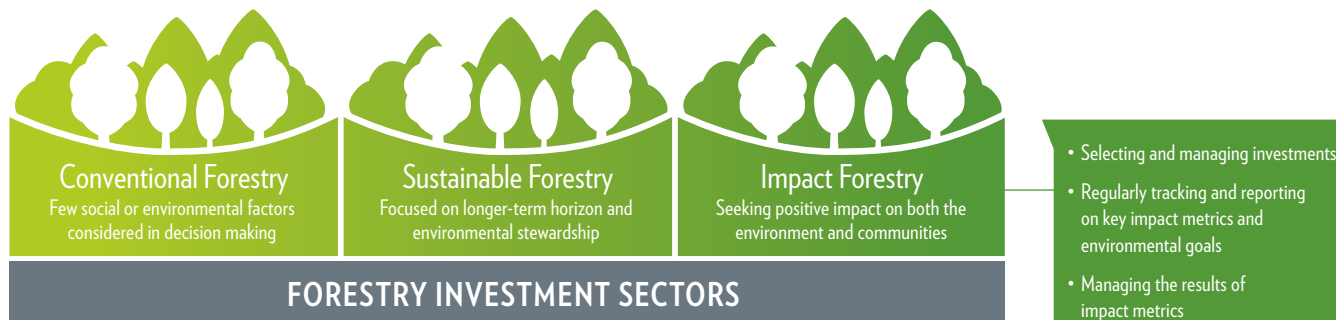 Conventional Forestry
Few social or environmental factors
considered in decision making
Sustainable Forestry
Focused on longer-term horizon and
environmental stewardship
Impact Forestry
Seeking positive impact on both the
environment and communities
FORESTRY INVESTMENT SECTORS
• Selecting and managing investments
• Regularly tracking and reporting
on key impact metrics and
environmental goals
• Managing the results of
impact metrics